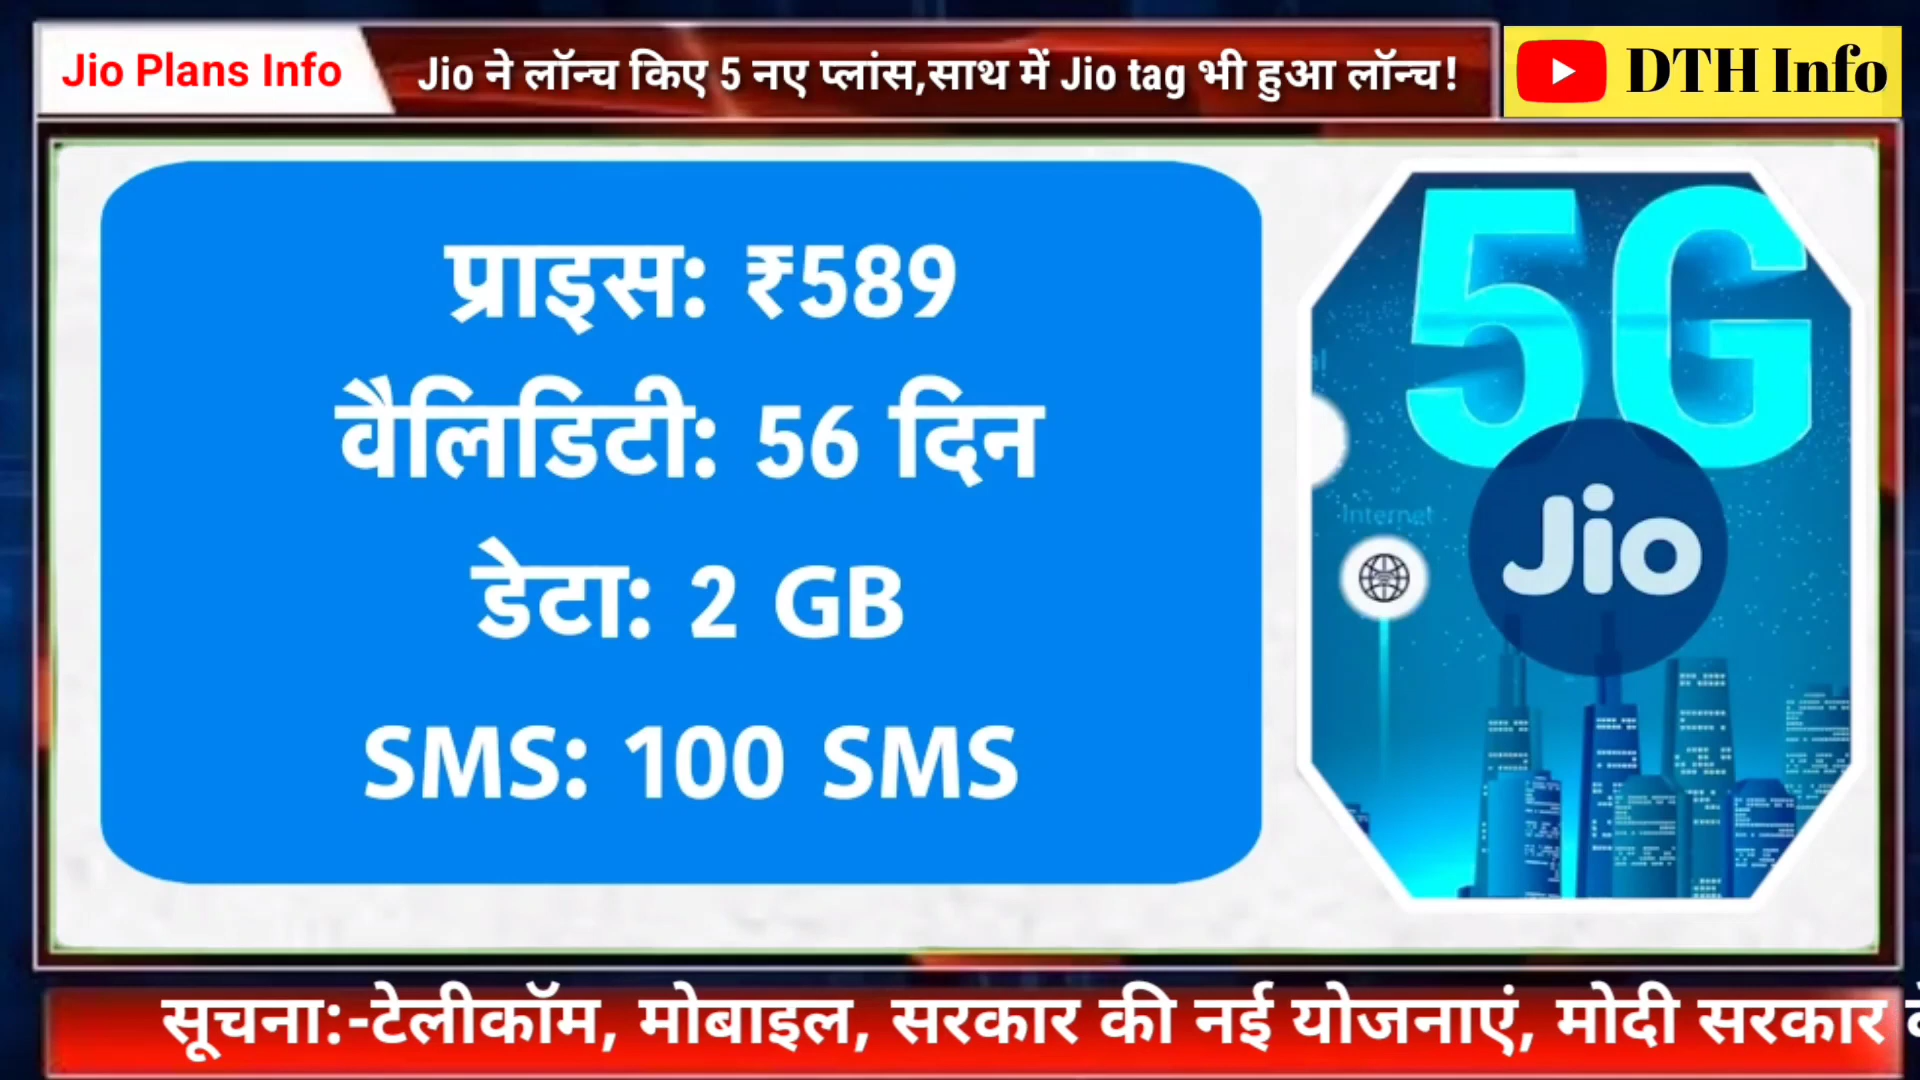 Jio Plans Info
Jio ने लॉन्च किए 5 नए प्लांस,साथ में Jio tag भी हुआ लॉन्च!
DTH Info
प्राइस: ₹589
वैलिडिटी: 56 दिन
डेटा: 2 GB
SMS: 100 SMS
5G
Internet
Jio
सूचना:-टेलीकॉम, मोबाइल, सरकार की नई योजनाएं, मोदी सरकार